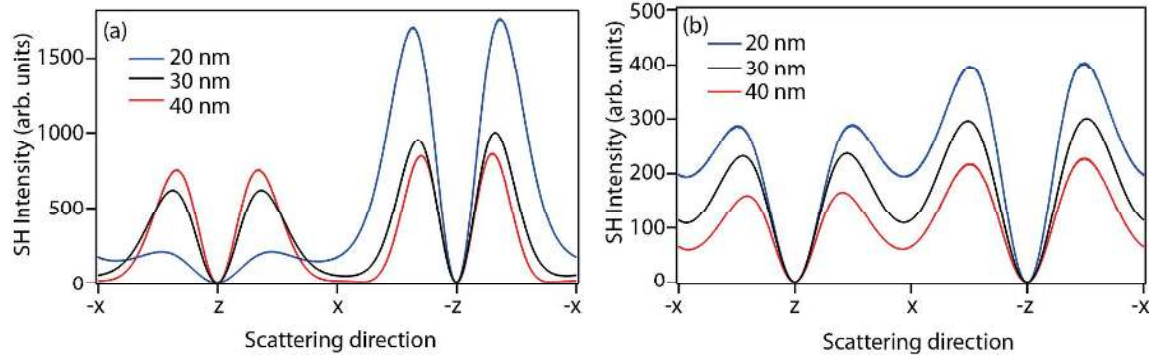 (a)
20 nm
30 nm
40 nm
SH Intensity (arb. units)
1500
1000
500
0
-x
z
x
-z
-x
Scattering direction
(b)
20 nm
30 nm
40 nm
SH Intensity (arb. units)
500
400
300
200
100
0
-x
z
x
-z
-x
Scattering direction